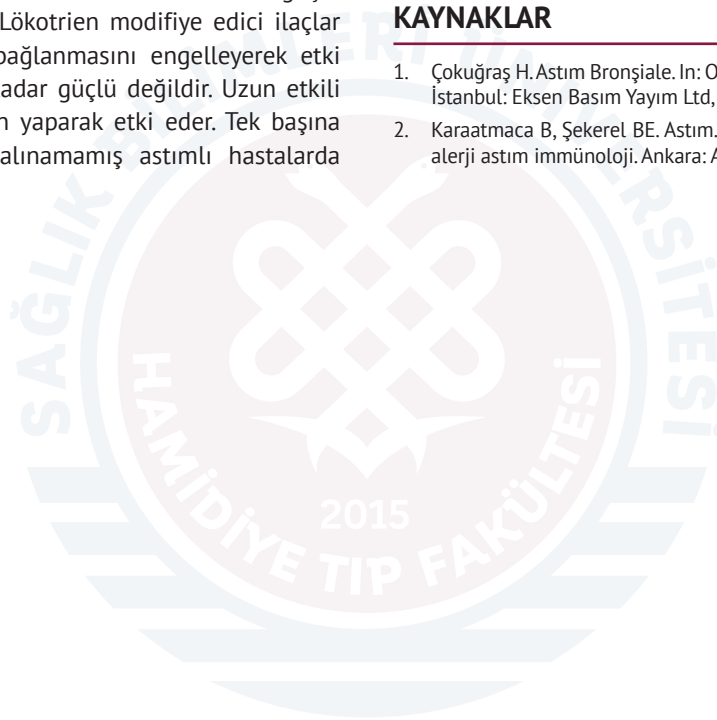 Lökotrien modifiye edici ilaçlar
bağlanmasını engelleyerek etki
adar güçlü değildir. Uzun etkili
n yaparak etki eder. Tek başına
alınamamış astımlı hastalarda
KAYNAKLAR
1. Çokuğraş H. Astım Bronşiale. In: O
İstanbul: Eksen Basım Yayım Ltd,
2. Karaatmaca B, Şekerel BE. Astım.
alerji astım immünoloji. Ankara: A
SAĞLIK BİLİMLERİ ÜNİVERSİTESİ
HAMİDİYE TIP FAKÜLTESİ
2015